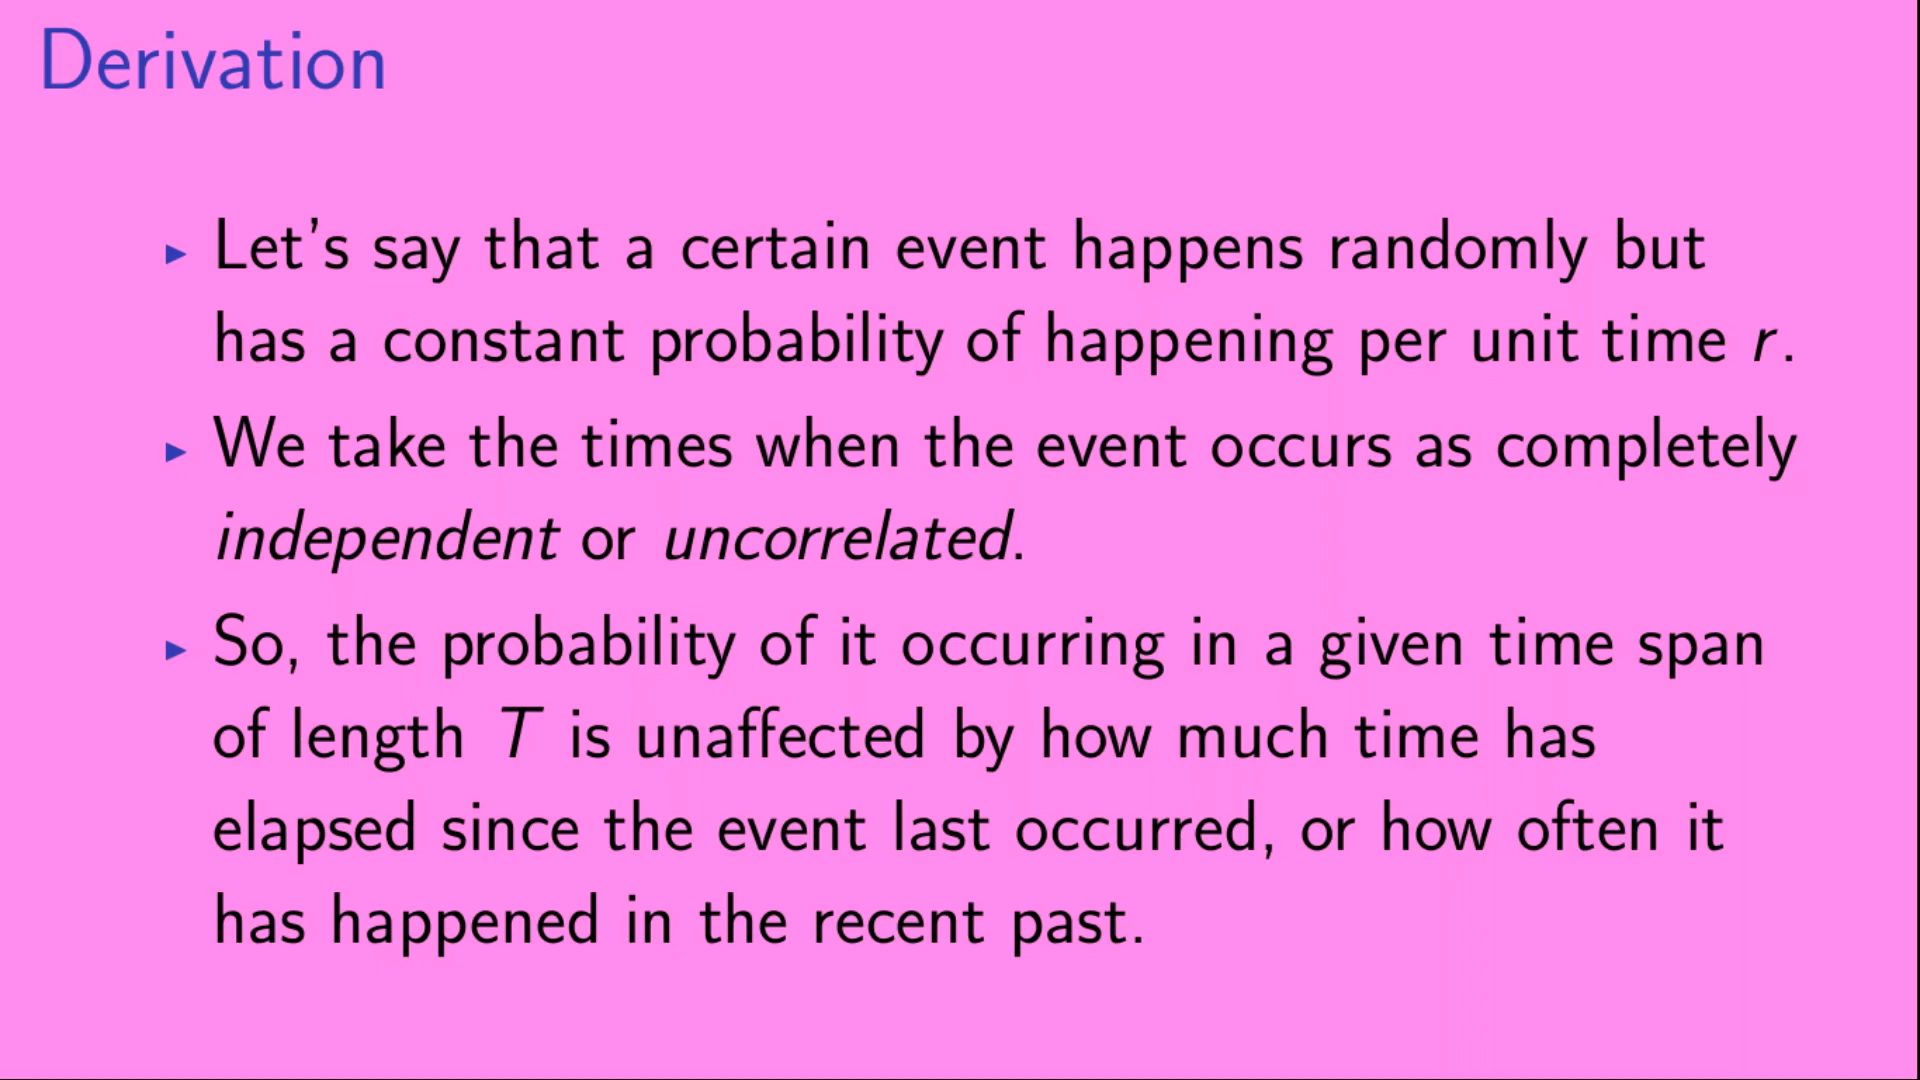 Derivation
Let's say that a certain event happens randomly but
has a constant probability of happening per unit time r.
We take the times when the event occurs as completely
independent or uncorrelated.
So, the probability of it occurring in a given time span
of length T is unaffected by how much time has
elapsed since the event last occurred, or how often it
has happened in the recent past.